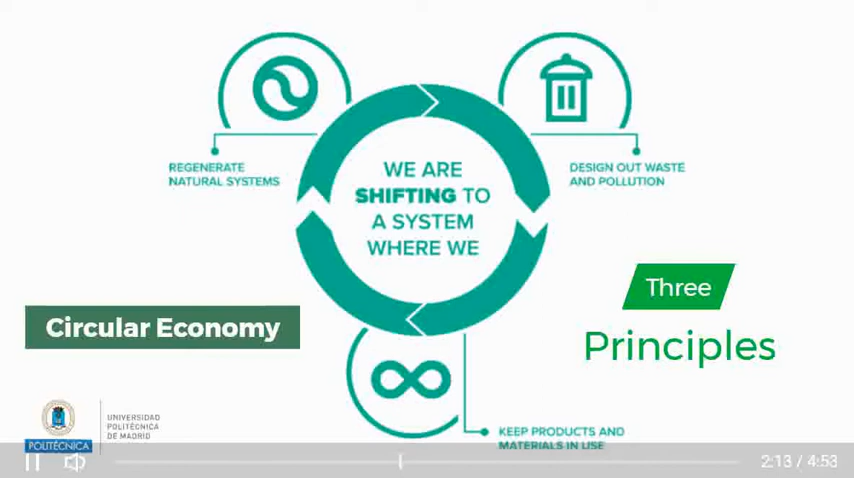 REGENERATE
NATURAL SYSTEMS
DESIGN OUT WASTE
AND POLLUTION
WE ARE
SHIFTING TO
A SYSTEM
WHERE WE
Three
Principles
Circular Economy
KEEP PRODUCTS AND
MATERIALS IN USE
UNIVERSIDAD
POLITÉCNICA
DE MADRID
POLITÉCNICA
2:13 / 4:53